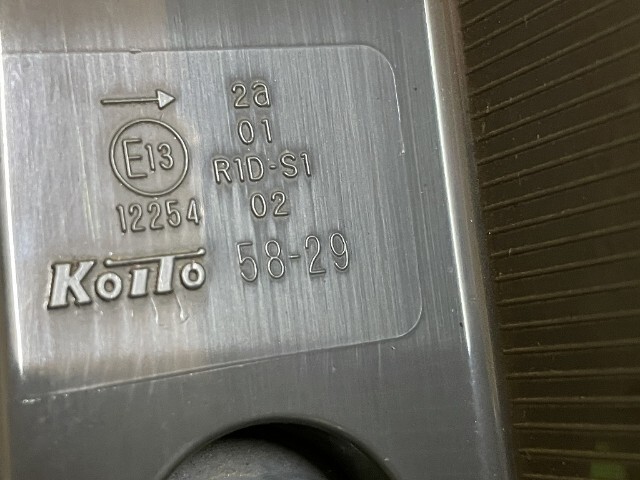 → 2a
01
E13 R1D-S1
12254 02
KOITO 58-29